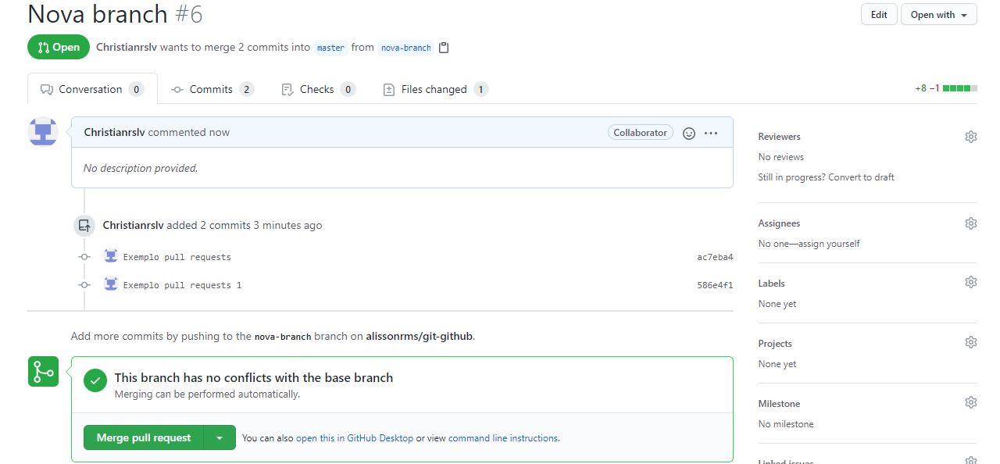 Nova branch #6
Edit
Open with
Open
Christianrslv wants to merge 2 commits into master from nova-branch
Conversation 0
Commits 2
Checks 0
Files changed 1
+8 −1
Christianrslv commented now
Collaborator
No description provided.
Christianrslv added 2 commits 3 minutes ago
Exemplo pull requests
ac7eba4
Exemplo pull requests 1
586e4f1
Add more commits by pushing to the nova-branch branch on alissonrms/git-github.
This branch has no conflicts with the base branch
Merging can be performed automatically.
Merge pull request
You can also open this in GitHub Desktop or view command line instructions.
Reviewers
No reviews
Still in progress? Convert to draft
Assignees
No one—assign yourself
Labels
None yet
Projects
None yet
Milestone
No milestone
Linked issues